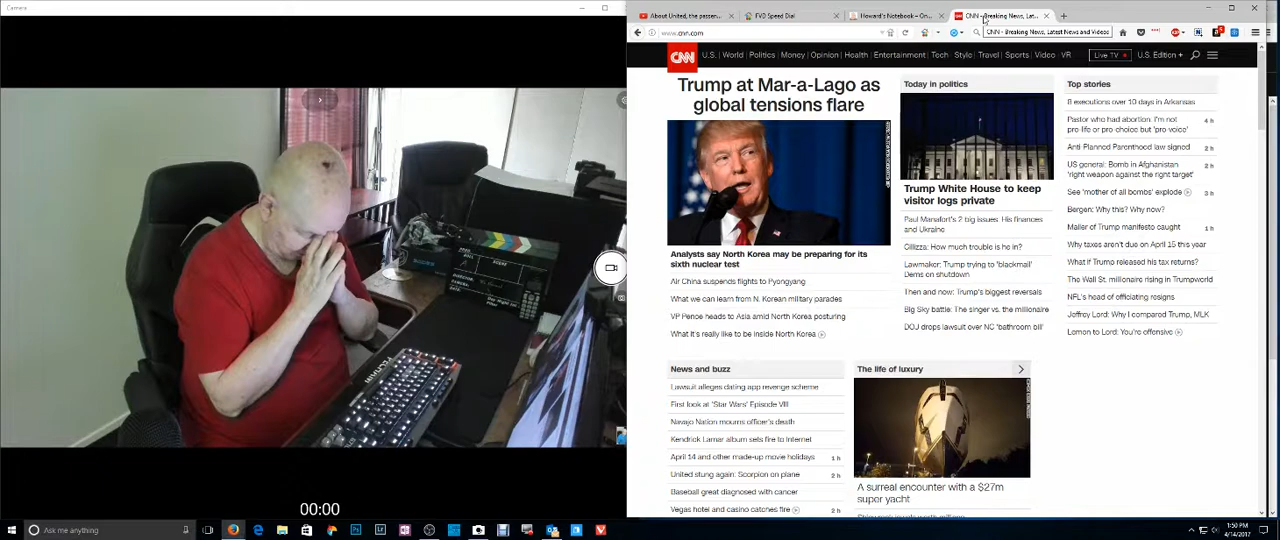 Camera
00:00
About United, the passen
FVD Speed Dial
Howard's Notebook – On
CNN - Breaking News, Lat
www.cnn.com
CNN - Breaking News, Latest News and Videos
CNN
U.S. World Politics Money Opinion Health Entertainment Tech Style Travel Sports Video VR
Live TV
U.S. Edition +
Trump at Mar-a-Lago as
global tensions flare
Analysts say North Korea may be preparing for its
sixth nuclear test
Air China suspends flights to Pyongyang
What we can learn from N. Korean military parades
VP Pence heads to Asia amid North Korea posturing
What it's really like to be inside North Korea
Today in politics
Trump White House to keep
visitor logs private
Paul Manafort's 2 big issues: His finances
and Ukraine
Cillizza: How much trouble is he in?
Lawmaker: Trump trying to 'blackmail'
Dems on shutdown
Then and now: Trump's biggest reversals
Big Sky battle: The singer vs. the millionaire
DOJ drops lawsuit over NC 'bathroom bill'
Top stories
8 executions over 10 days in Arkansas
Pastor who had abortion: I'm not 4 h
pro-life or pro-choice but 'pro-voice'
Anti Planned Parenthood law signed 2 h
US general: Bomb in Afghanistan 2 h
'right weapon against the right target'
See 'mother of all bombs' explode 3 h
Bergen: Why this? Why now?
Mailer of Trump manifesto caught 1 h
Why taxes aren't due on April 15 this year
What if Trump released his tax returns?
The Wall St. millionaire rising in Trumpworld
NFL's head of officiating resigns
Jeffrey Lord: Why I compared Trump, MLK
Lemon to Lord: You're offensive
News and buzz
Lawsuit alleges dating app revenge scheme
First look at 'Star Wars' Episode VIII
Navajo Nation mourns officer's death
Kendrick Lamar album sets fire to Internet
April 14 and other made-up movie holidays 1 h
United stung again: Scorpion on plane 2 h
Baseball great diagnosed with cancer
Vegas hotel and casino catches fire 2 h
The life of luxury
A surreal encounter with a $27m
super yacht
Ask me anything
1:50 PM
4/14/2017